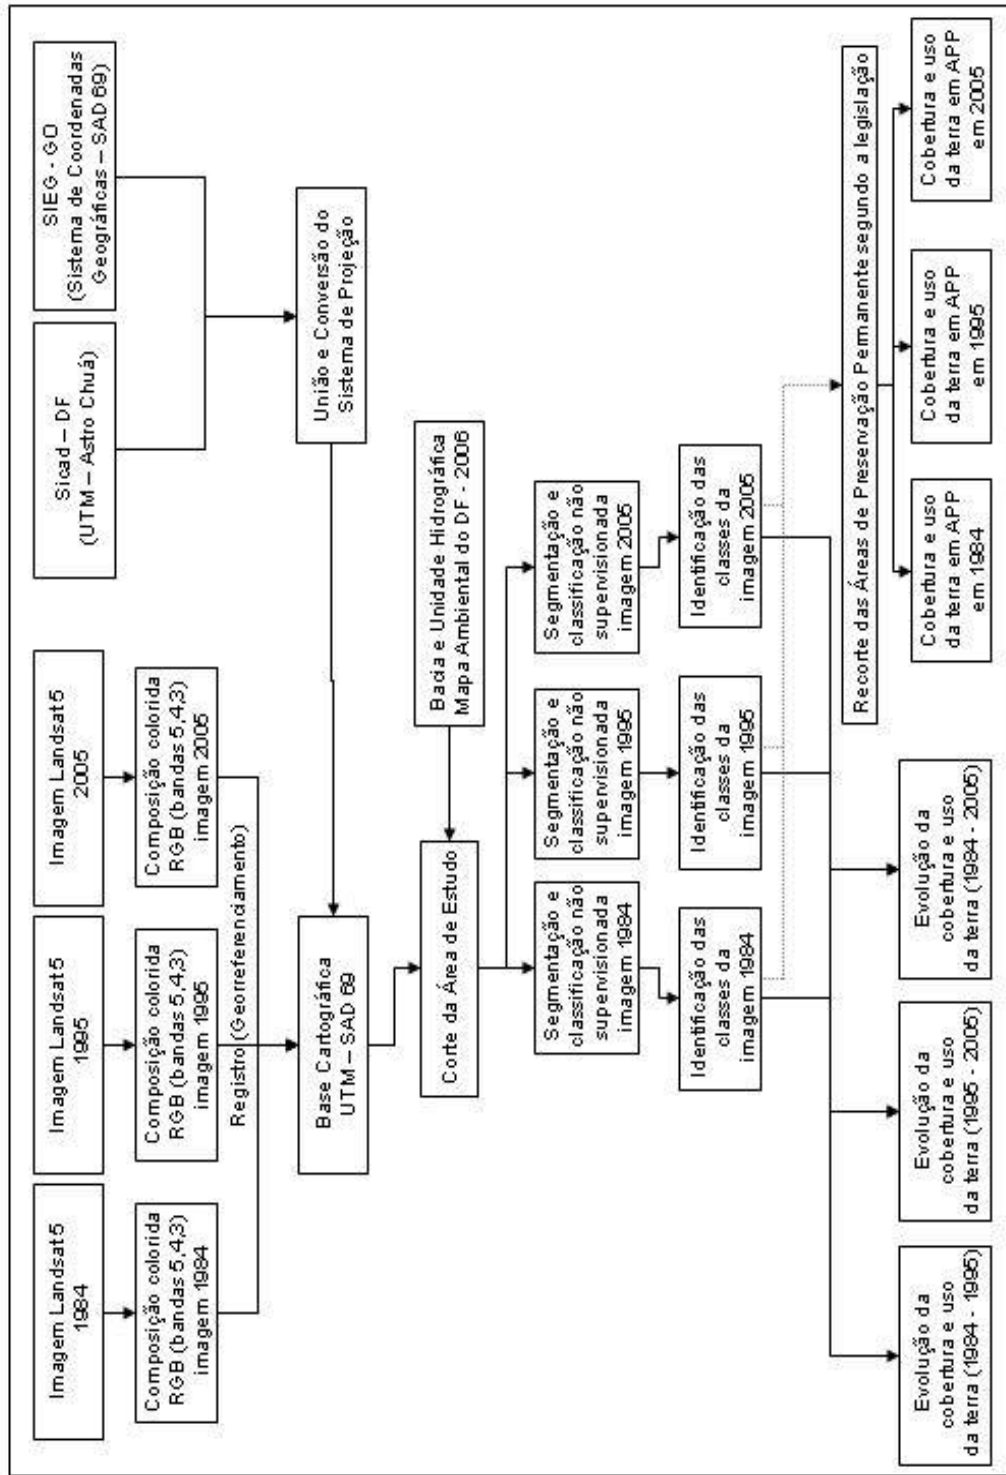 Imagem Landsat 5
1984
Imagem Landsat 5
1995
Imagem Landsat 5
2005
Sicad – DF
(UTM – Astro Chuá)
SIEG - GO
(Sistema de Coordenadas
Geográficas – SAD 69)
Composição colorida
RGB (bandas 5,4,3)
imagem 1984
Composição colorida
RGB (bandas 5,4,3)
imagem 1995
Composição colorida
RGB (bandas 5,4,3)
imagem 2005
Registro (Georreferenciamento)
União e Conversão do
Sistema de Projeção
Base Cartográfica
UTM – SAD 69
Corte da Área de Estudo
Bacia e Unidade Hidrográfica
Mapa Ambiental do DF - 2006
Segmentação e
classificação não
supervisionada
imagem 1984
Segmentação e
classificação não
supervisionada
imagem 1995
Segmentação e
classificação não
supervisionada
imagem 2005
Identificação das
classes da
imagem 1984
Identificação das
classes da
imagem 1995
Identificação das
classes da
imagem 2005
Recorte das Áreas de Preservação Permanente segundo a legislação
Evolução da
cobertura e uso
da terra (1984 - 1995)
Evolução da
cobertura e uso
da terra (1995 - 2005)
Evolução da
cobertura e uso
da terra (1984 - 2005)
Cobertura e uso
da terra em APP
em 1984
Cobertura e uso
da terra em APP
em 1995
Cobertura e uso
da terra em APP
em 2005